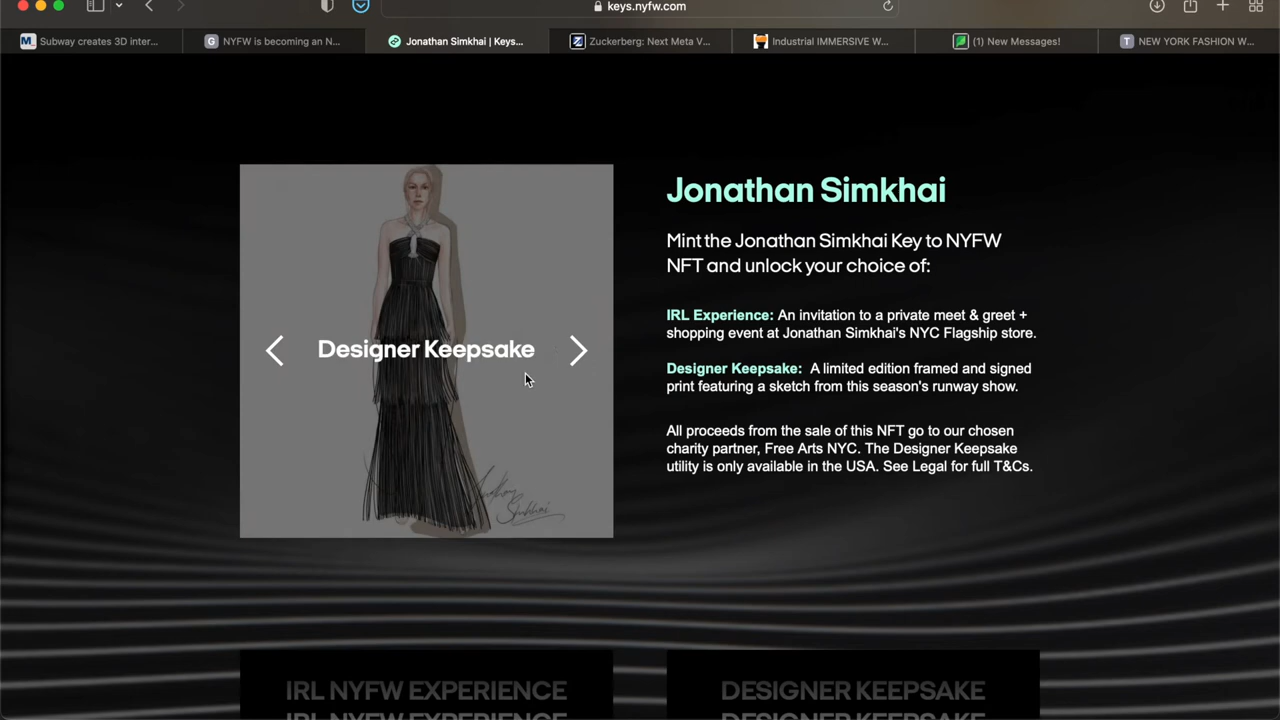 keys.nyfw.com
Subway creates 3D inter...
NYFW is becoming an N...
Jonathan Simkhai | Keys...
Zuckerberg: Next Meta V...
Industrial IMMERSIVE W...
(1) New Messages!
NEW YORK FASHION W...
Designer Keepsake
Jonathan Simkhai
Jonathan Simkhai
Mint the Jonathan Simkhai Key to NYFW
NFT and unlock your choice of:
IRL Experience: An invitation to a private meet & greet +
shopping event at Jonathan Simkhai's NYC Flagship store.
Designer Keepsake: A limited edition framed and signed
print featuring a sketch from this season's runway show.
All proceeds from the sale of this NFT go to our chosen
charity partner, Free Arts NYC. The Designer Keepsake
utility is only available in the USA. See Legal for full T&Cs.
IRL NYFW EXPERIENCE
IRL NYFW EXPERIENCE
DESIGNER KEEPSAKE
DESIGNER KEEPSAKE